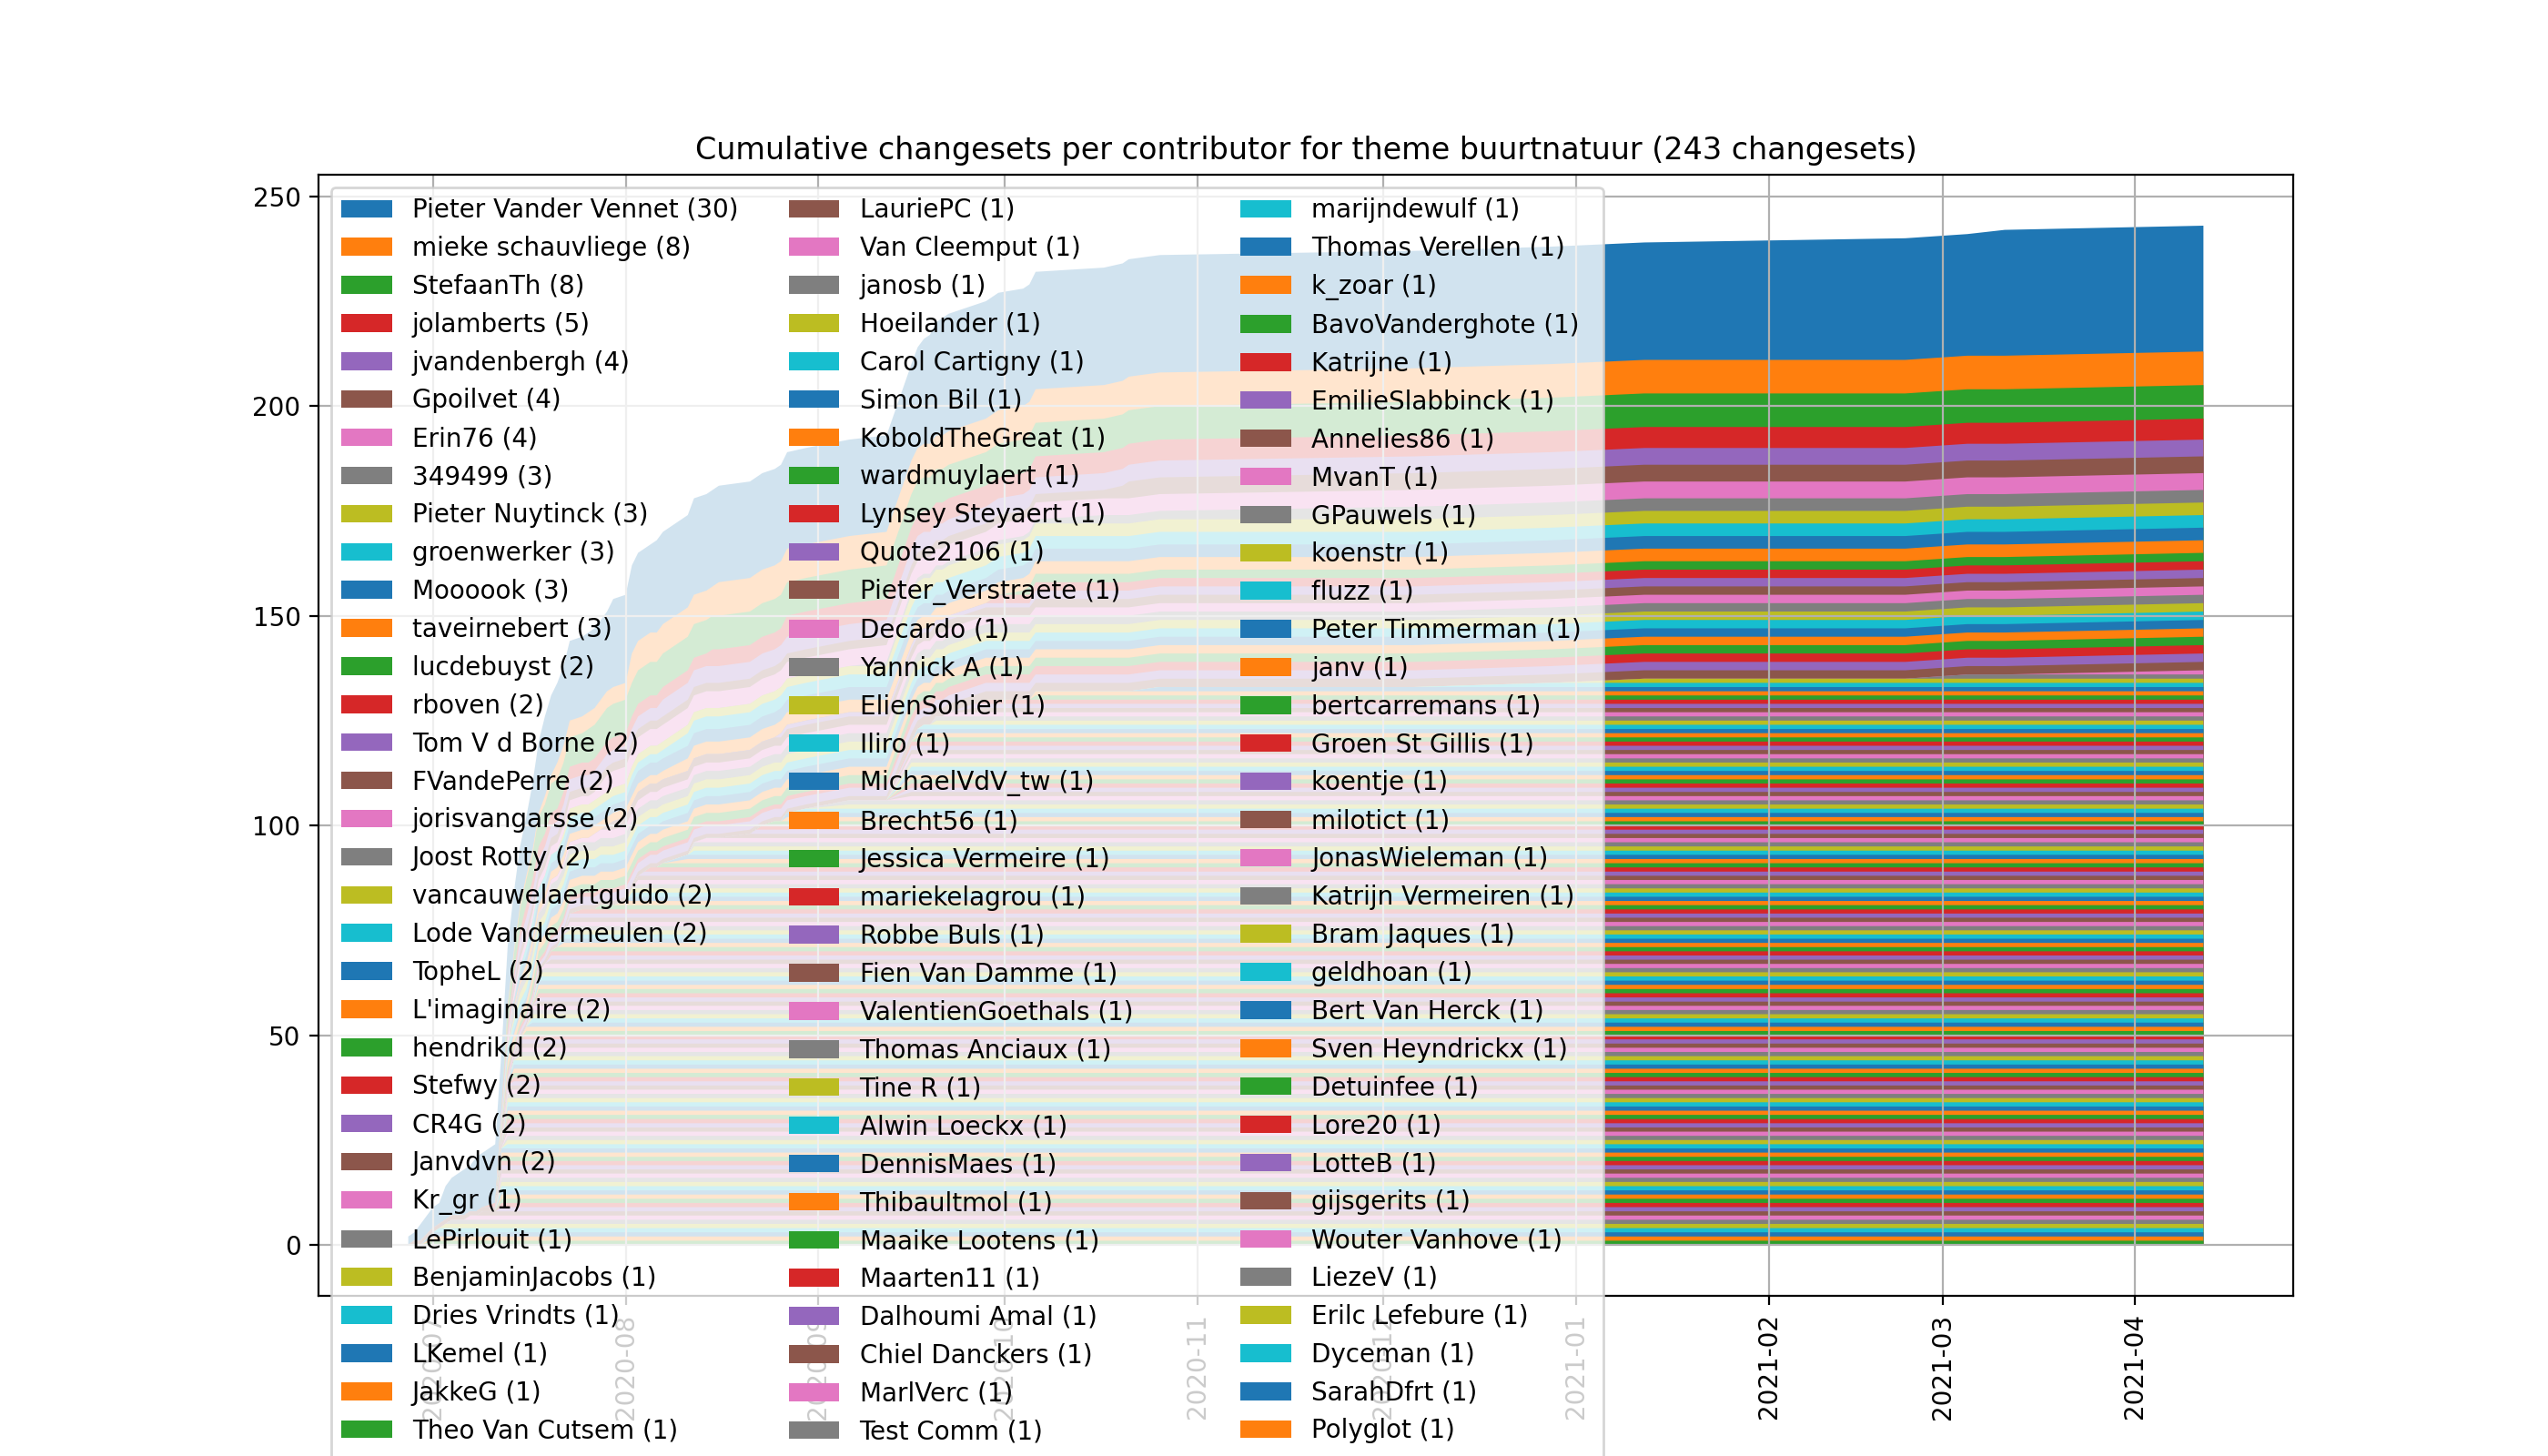 Cumulative changesets per contributor for theme buurtnatuur (243 changesets)
250
200
150
100
50
0
Pieter Vander Vennet (30)
mieke schauvliege (8)
StefaanTh (8)
jolamberts (5)
jvandenbergh (4)
Gpoilvet (4)
Erin76 (4)
349499 (3)
Pieter Nuytinck (3)
groenwerker (3)
Moooook (3)
taveirnebert (3)
lucdebuyst (2)
rboven (2)
Tom V d Borne (2)
FVandePerre (2)
jorisvangarsse (2)
Joost Rotty (2)
vancauwelaertguido (2)
Lode Vandermeulen (2)
TopheL (2)
L'imaginaire (2)
hendrikd (2)
Stefwy (2)
CR4G (2)
Janvdvn (2)
Kr_gr (1)
LePirlouit (1)
BenjaminJacobs (1)
Dries Vrindts (1)
LKemel (1)
JakkeG (1)
Theo Van Cutsem (1)
LauriePC (1)
Van Cleemput (1)
janosb (1)
Hoeilander (1)
Carol Cartigny (1)
Simon Bil (1)
KoboldTheGreat (1)
wardmuylaert (1)
Lynsey Steyaert (1)
Quote2106 (1)
Pieter_Verstraete (1)
Decardo (1)
Yannick A (1)
ElienSohier (1)
Iliro (1)
MichaelVdV_tw (1)
Brecht56 (1)
Jessica Vermeire (1)
mariekelagrou (1)
Robbe Buls (1)
Fien Van Damme (1)
ValentienGoethals (1)
Thomas Anciaux (1)
Tine R (1)
Alwin Loeckx (1)
DennisMaes (1)
Thibaultmol (1)
Maaike Lootens (1)
Maarten11 (1)
Dalhoumi Amal (1)
Chiel Danckers (1)
MarlVerc (1)
Test Comm (1)
marijndewulf (1)
Thomas Verellen (1)
k_zoar (1)
BavoVanderghote (1)
Katrijne (1)
EmilieSlabbinck (1)
Annelies86 (1)
MvanT (1)
GPauwels (1)
koenstr (1)
fluzz (1)
Peter Timmerman (1)
janv (1)
bertcarremans (1)
Groen St Gillis (1)
koentje (1)
milotict (1)
JonasWieleman (1)
Katrijn Vermeiren (1)
Bram Jaques (1)
geldhoan (1)
Bert Van Herck (1)
Sven Heyndrickx (1)
Detuinfee (1)
Lore20 (1)
LotteB (1)
gijsgerits (1)
Wouter Vanhove (1)
LiezeV (1)
Erilc Lefebure (1)
Dyceman (1)
SarahDfrt (1)
Polyglot (1)
2020-07
2020-08
2020-09
2020-10
2020-11
2020-12
2021-01
2021-02
2021-03
2021-04